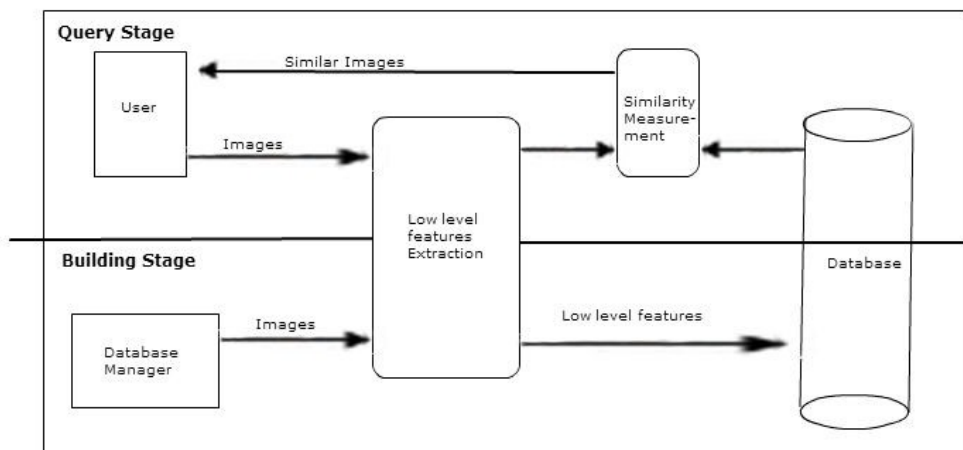 Query Stage
Similar Images
User
Similarity
Measure-
ment
Images
Low level
features
Extraction
Building Stage
Database
Images
Low level features
Database
Manager